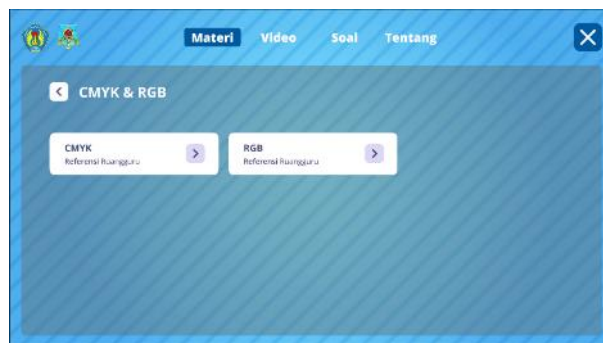 Materi Video Soal Tentang
CMYK & RGB
CMYK
Referensi Ruangguru
RGB
Referensi Ruangguru